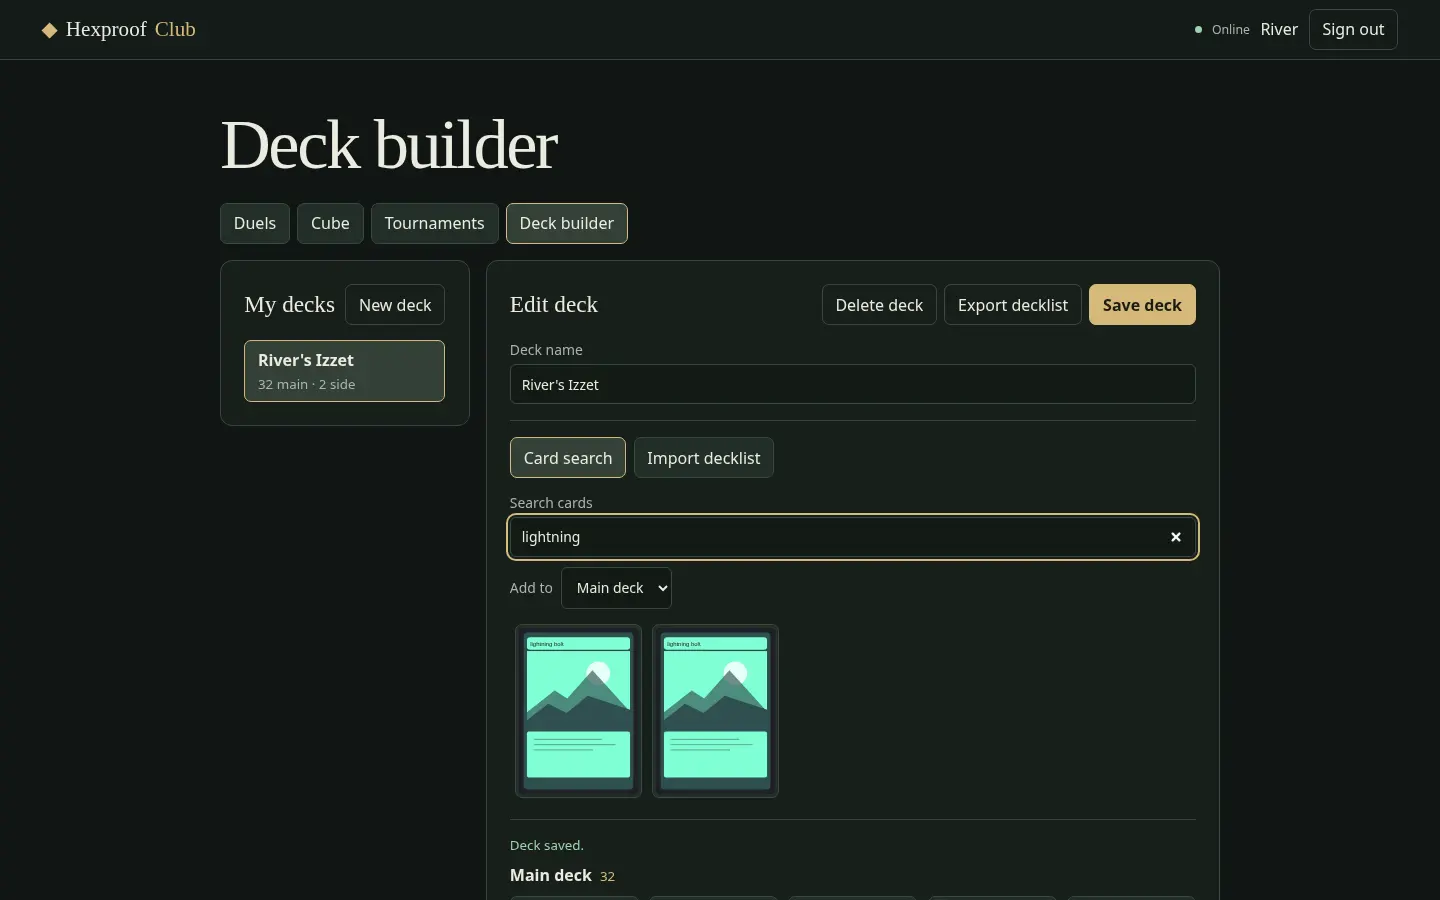 Hexproof Club
Online River Sign out
Deck builder
Duels Cube Tournaments Deck builder
My decks New deck
River's Izzet
32 main · 2 side
Edit deck Delete deck Export decklist Save deck
Deck name
River's Izzet
Card search Import decklist
Search cards
lightning
Add to Main deck
lightning bolt lightning bolt
Deck saved.
Main deck 32